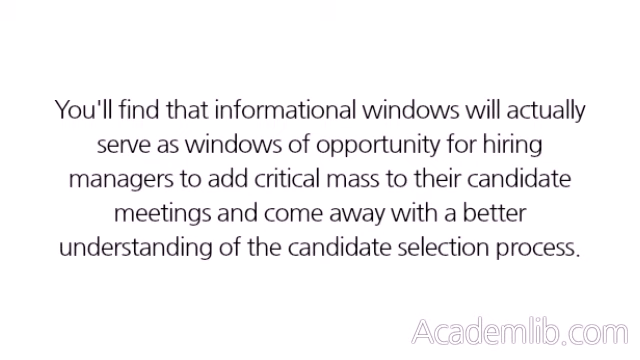 You'll find that informational windows will actually
serve as windows of opportunity for hiring
managers to add critical mass to their candidate
meetings and come away with a better
understanding of the candidate selection process.
Academlib.com